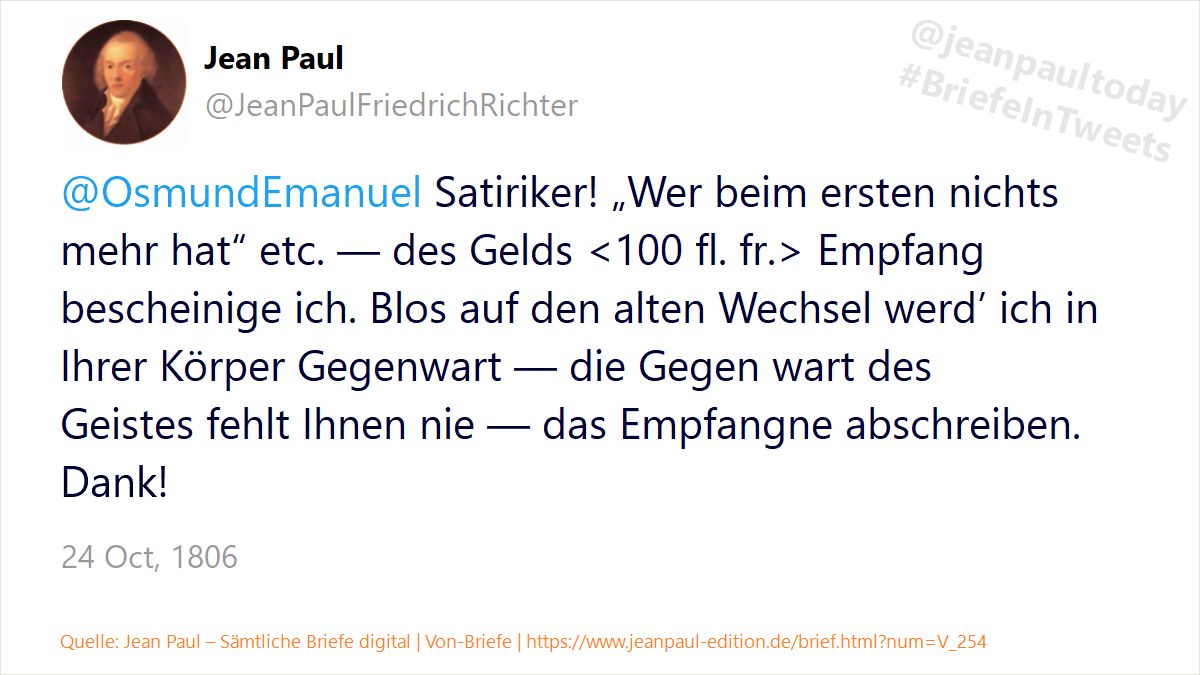 Jean Paul
@JeanPaulFriedrichRichter
@jeanpaultoday
#BriefeInTweets
@OsmundEmanuel Satiriker! „Wer beim ersten nichts
mehr hat“ etc. — des Gelds <100 fl. fr.> Empfang
bescheinige ich. Blos auf den alten Wechsel werd’ ich in
Ihrer Körper Gegenwart — die Gegen wart des
Geistes fehlt Ihnen nie — das Empfangne abschreiben.
Dank!
24 Oct, 1806
Quelle: Jean Paul – Sämtliche Briefe digital | Von-Briefe | https://www.jeanpaul-edition.de/brief.html?num=V_254